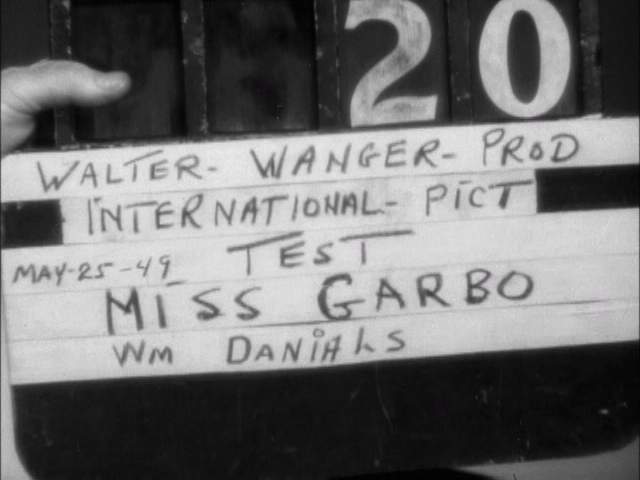 20
WALTER- WANGER- PROD
INTERNATIONAL- PICT
TEST
MAY-25-49
MISS GARBO
WM DANIALS